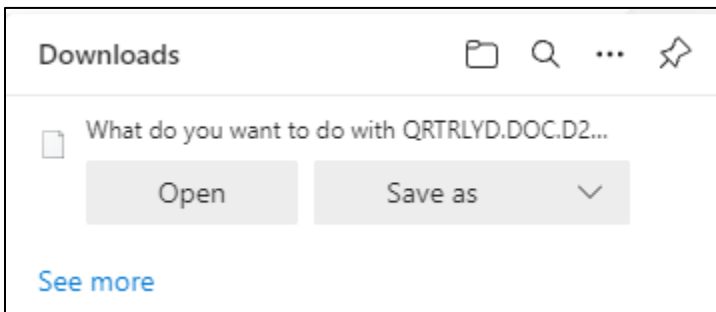 Downloads
What do you want to do with QRTRLYD.DOC.D2...
Open
Save as
See more